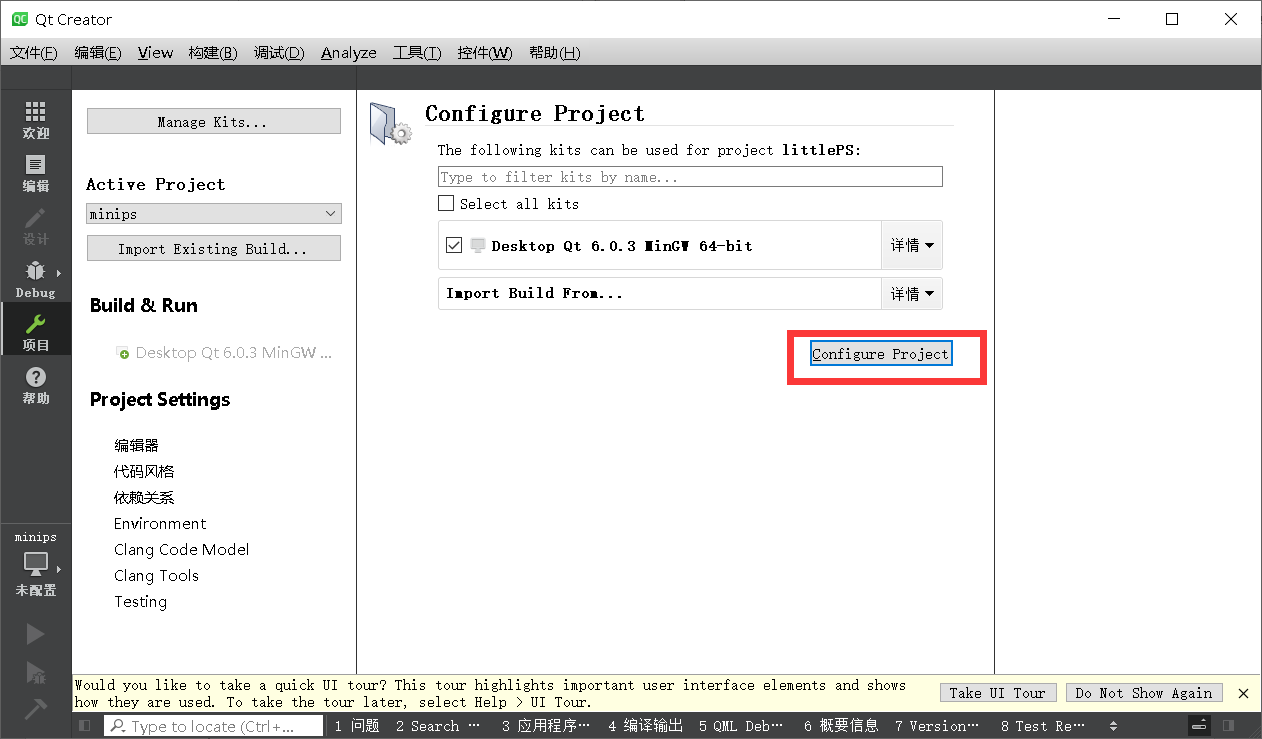 Qt Creator
文件(F) 编辑(E) View 构建(B) 调试(D) Analyze 工具(T) 控件(W) 帮助(H)
欢迎
编辑
设计
Debug
项目
帮助
minips
未配置
Manage Kits...
Active Project
minips
Import Existing Build...
Build & Run
Desktop Qt 6.0.3 MinGW ...
Project Settings
编辑器
代码风格
依赖关系
Environment
Clang Code Model
Clang Tools
Testing
Configure Project
The following kits can be used for project littlePS:
Type to filter kits by name...
Select all kits
Desktop Qt 6.0.3 MinGW 64-bit 详情
Import Build From... 详情
Configure Project
Would you like to take a quick UI tour? This tour highlights important user interface elements and shows
how they are used. To take the tour later, select Help > UI Tour.
Take UI Tour Do Not Show Again
Type to locate (Ctrl+... 1 问题 2 Search ... 3 应用程序... 4 编译输出 5 QML Deb... 6 概要信息 7 Version... 8 Test Re...